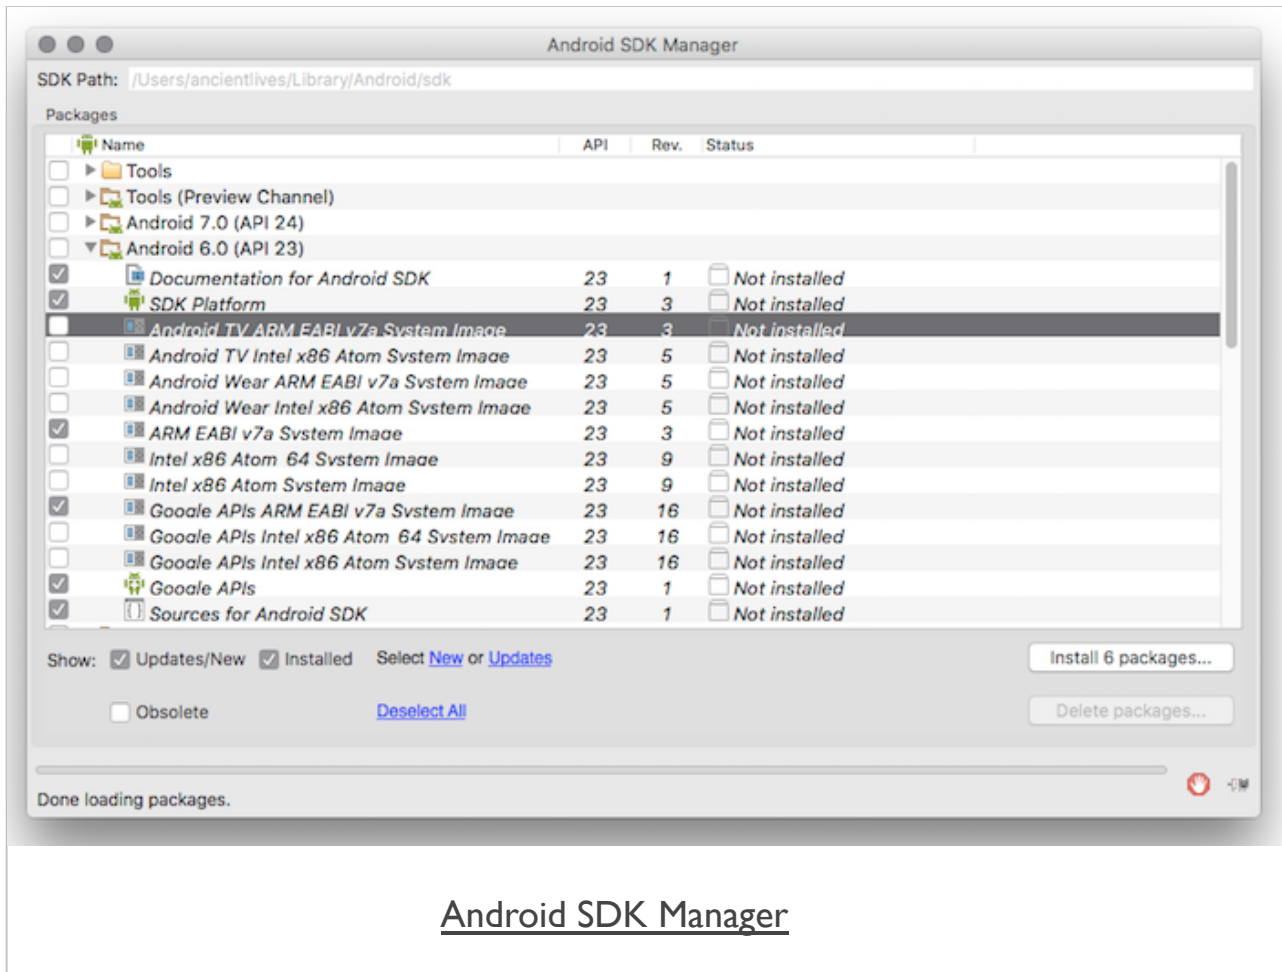 Android SDK Manager
SDK Path: /Users/ancientlives/Library/Android/sdk
Packages
Name API Rev. Status
Tools
Tools (Preview Channel)
Android 7.0 (API 24)
Android 6.0 (API 23)
Documentation for Android SDK 23 1 Not installed
SDK Platform 23 3 Not installed
Android TV ARM EABI v7a System Image 23 3 Not installed
Android TV Intel x86 Atom System Image 23 5 Not installed
Android Wear ARM EABI v7a System Image 23 5 Not installed
Android Wear Intel x86 Atom System Image 23 5 Not installed
ARM EABI v7a System Image 23 3 Not installed
Intel x86 Atom_64 System Image 23 9 Not installed
Intel x86 Atom System Image 23 9 Not installed
Google APIs ARM EABI v7a System Image 23 16 Not installed
Google APIs Intel x86 Atom_64 System Image 23 16 Not installed
Google APIs Intel x86 Atom System Image 23 16 Not installed
Google APIs 23 1 Not installed
Sources for Android SDK 23 1 Not installed
Show: Updates/New Installed Select New or Updates Install 6 packages...
Obsolete Deselect All Delete packages...
Done loading packages.
Android SDK Manager